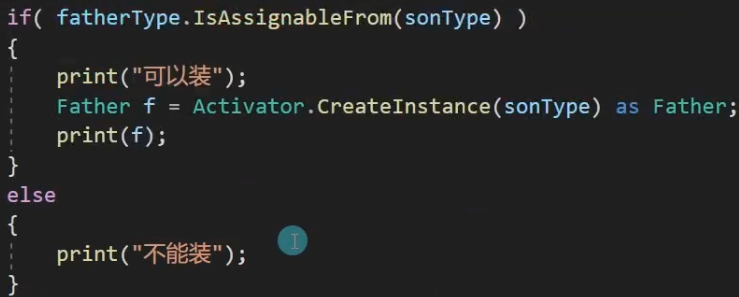 if( fatherType.IsAssignableFrom(sonType) )
{
print("可以装");
Father f = Activator.CreateInstance(sonType) as Father;
print(f);
}
else
{
print("不能装");
}